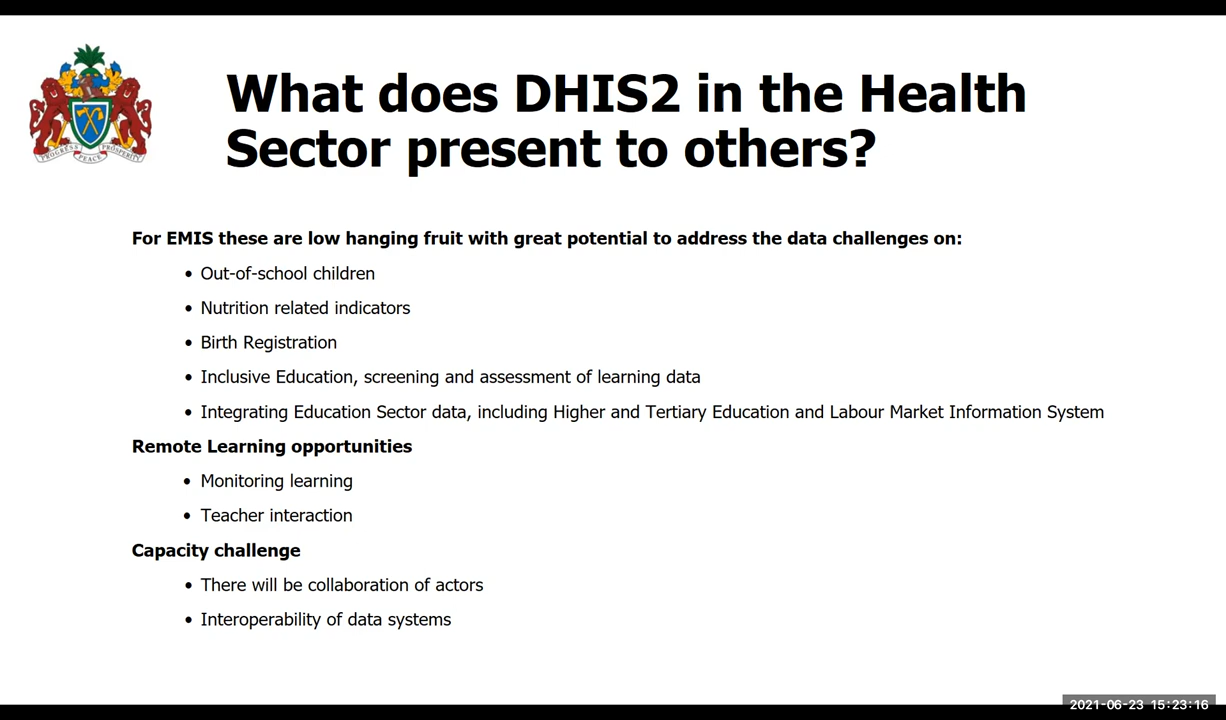 PROGRESS PEACE PROSPERITY
What does DHIS2 in the Health
Sector present to others?
For EMIS these are low hanging fruit with great potential to address the data challenges on:
• Out-of-school children
• Nutrition related indicators
• Birth Registration
• Inclusive Education, screening and assessment of learning data
• Integrating Education Sector data, including Higher and Tertiary Education and Labour Market Information System
Remote Learning opportunities
• Monitoring learning
• Teacher interaction
Capacity challenge
• There will be collaboration of actors
• Interoperability of data systems
2021-06-23 15:23:16